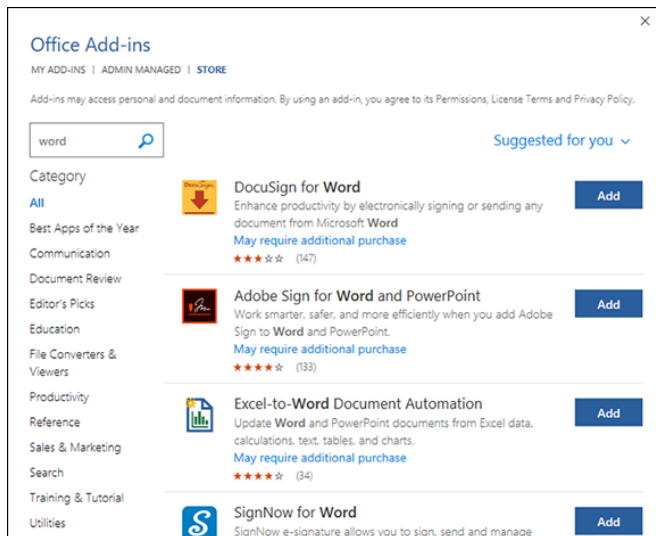 Office Add-ins
MY ADD-INS | ADMIN MANAGED | STORE
Add-ins may access personal and document information. By using an add-in, you agree to its Permissions, License Terms and Privacy Policy.
word
Suggested for you
Category
All
Best Apps of the Year
Communication
Document Review
Editor's Picks
Education
File Converters &
Viewers
Productivity
Reference
Sales & Marketing
Search
Training & Tutorial
Utilities
DocuSign for Word
Enhance productivity by electronically signing or sending any
document from Microsoft Word
May require additional purchase
(147)
Add
Adobe Sign for Word and PowerPoint
Work smarter, safer, and more efficiently when you add Adobe
Sign to Word and PowerPoint.
May require additional purchase
(133)
Add
Excel-to-Word Document Automation
Update Word and PowerPoint documents from Excel data,
calculations, text, tables, and charts.
May require additional purchase
(34)
Add
SignNow for Word
SignNow e-signature allows you to sign, send and manage
Add